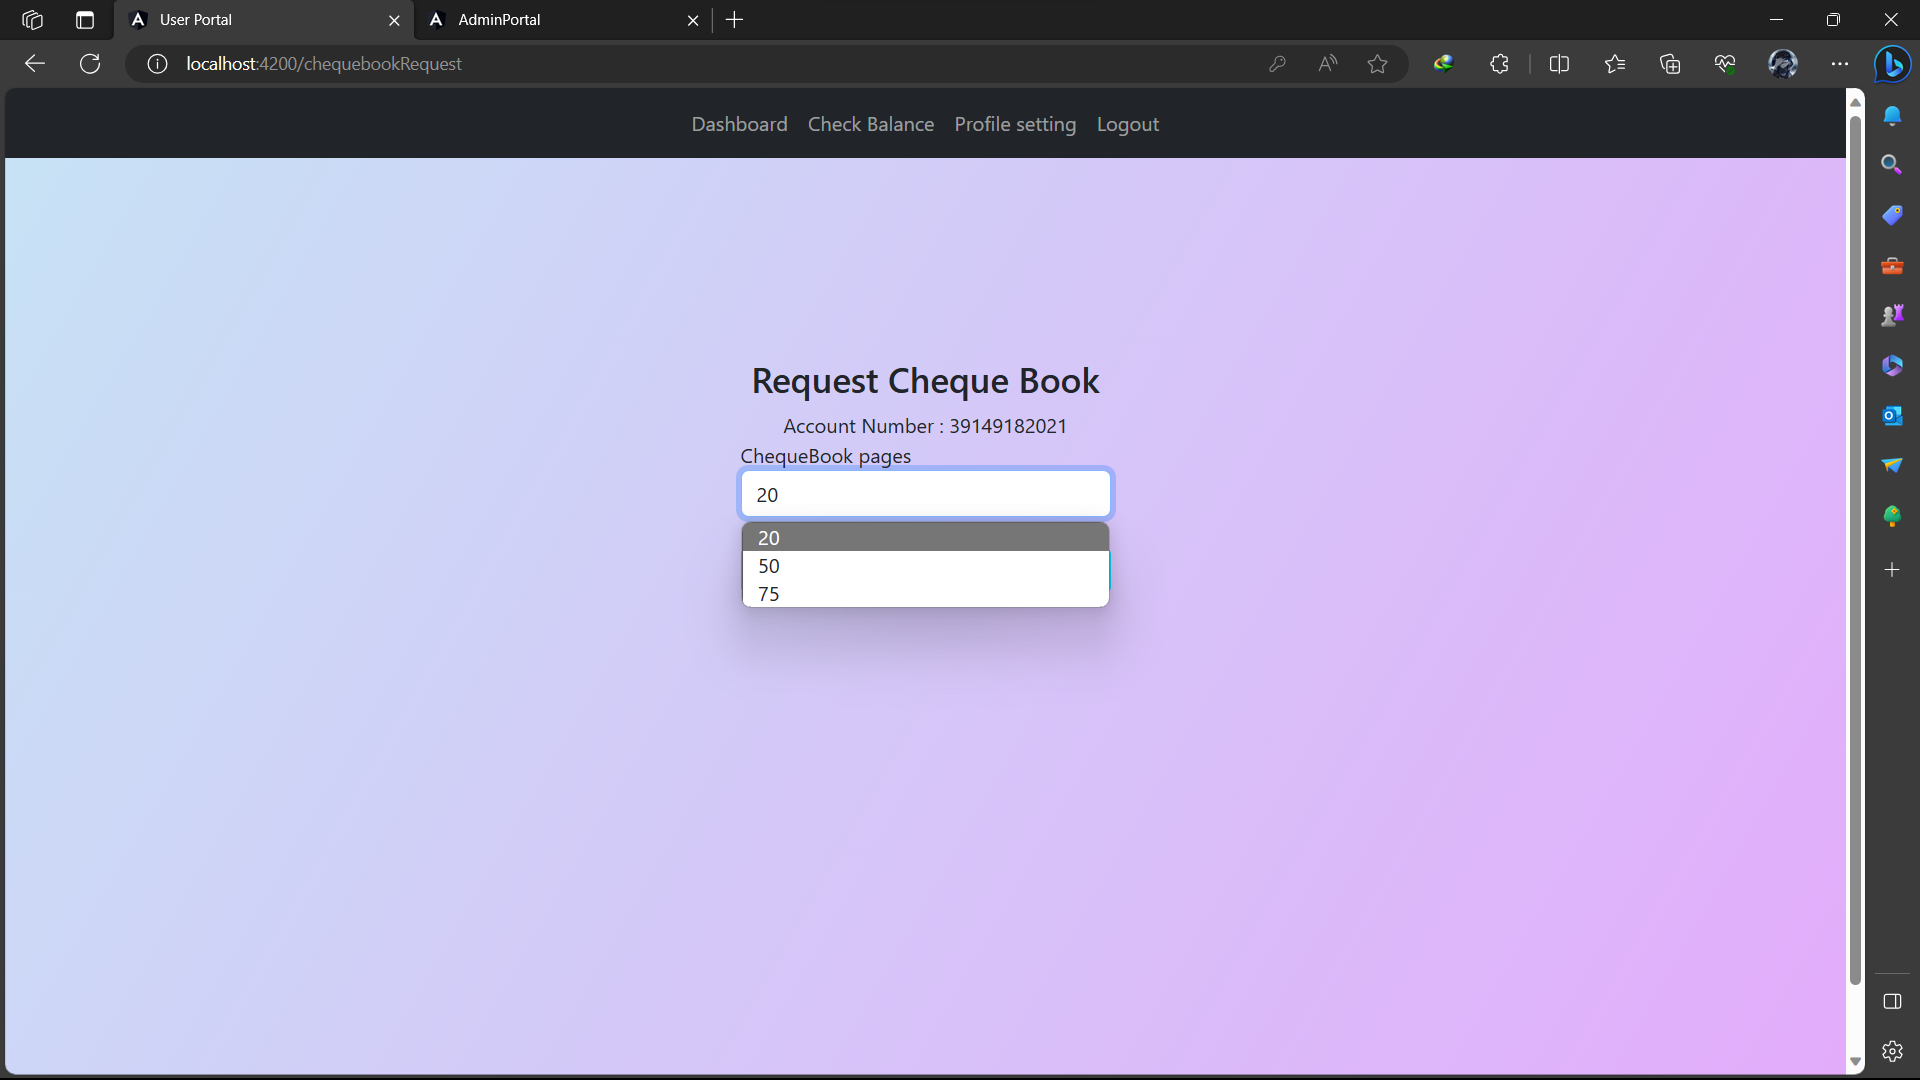 User Portal
AdminPortal
localhost:4200/chequebookRequest
Dashboard Check Balance Profile setting Logout
Request Cheque Book
Account Number : 39149182021
ChequeBook pages
20
20
50
75